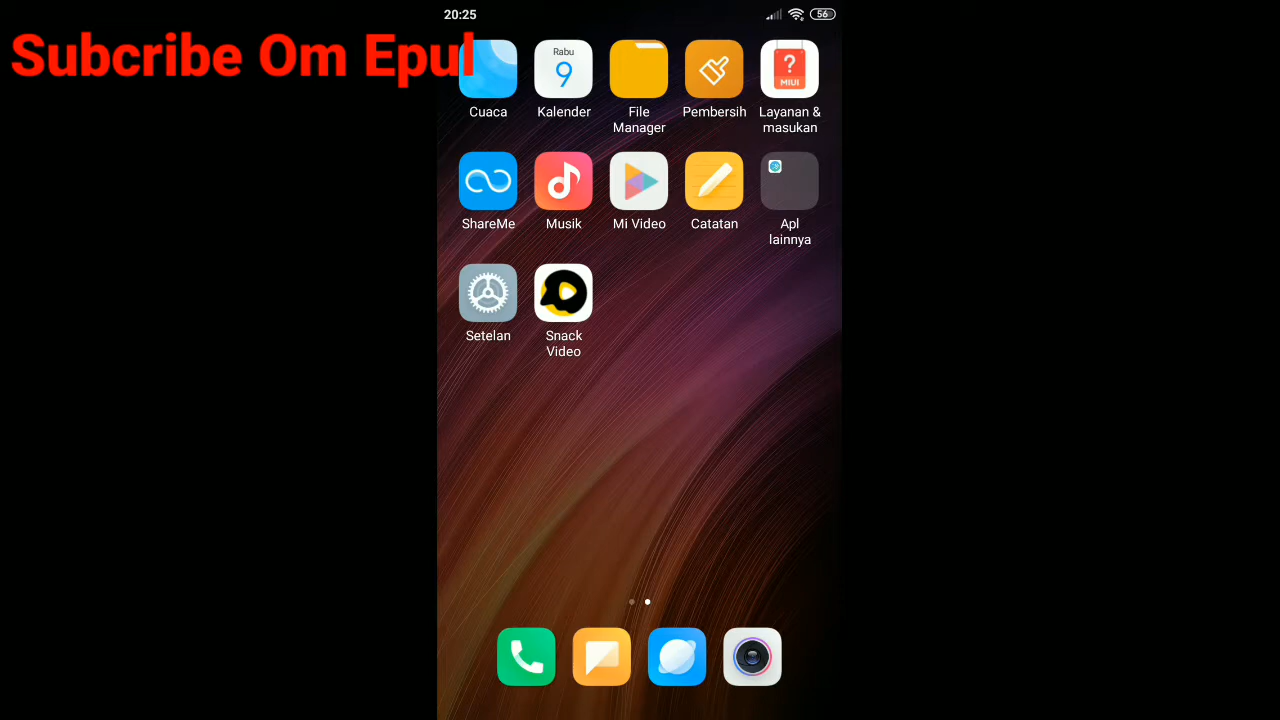 20:25
56
Subcribe Om Epul
Rabu
9
MIUI
Cuaca
Kalender
File
Manager
Pembersih
Layanan &
masukan
ShareMe
Musik
Mi Video
Catatan
Apl
lainnya
Setelan
Snack
Video